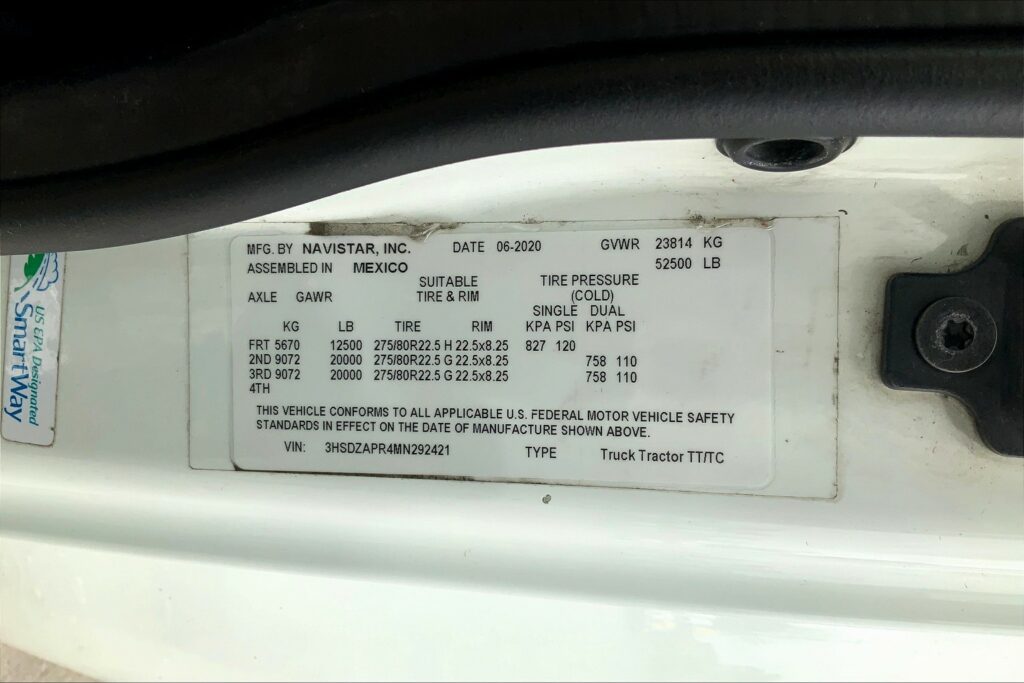 MFG. BY NAVISTAR, INC. DATE 06-2020 GVWR 23814 KG
ASSEMBLED IN MEXICO 52500 LB
SUITABLE TIRE PRESSURE
AXLE GAWR TIRE & RIM (COLD)
SINGLE DUAL
KG LB TIRE RIM KPA PSI KPA PSI
FRT 5670 12500 275/80R22.5 H 22.5x8.25 827 120
2ND 9072 20000 275/80R22.5 G 22.5x8.25 758 110
3RD 9072 20000 275/80R22.5 G 22.5x8.25 758 110
4TH
THIS VEHICLE CONFORMS TO ALL APPLICABLE U.S. FEDERAL MOTOR VEHICLE SAFETY
STANDARDS IN EFFECT ON THE DATE OF MANUFACTURE SHOWN ABOVE.
VIN: 3HSDZAPR4MN292421 TYPE Truck Tractor TT/TC
US EPA Designated
SmartWay